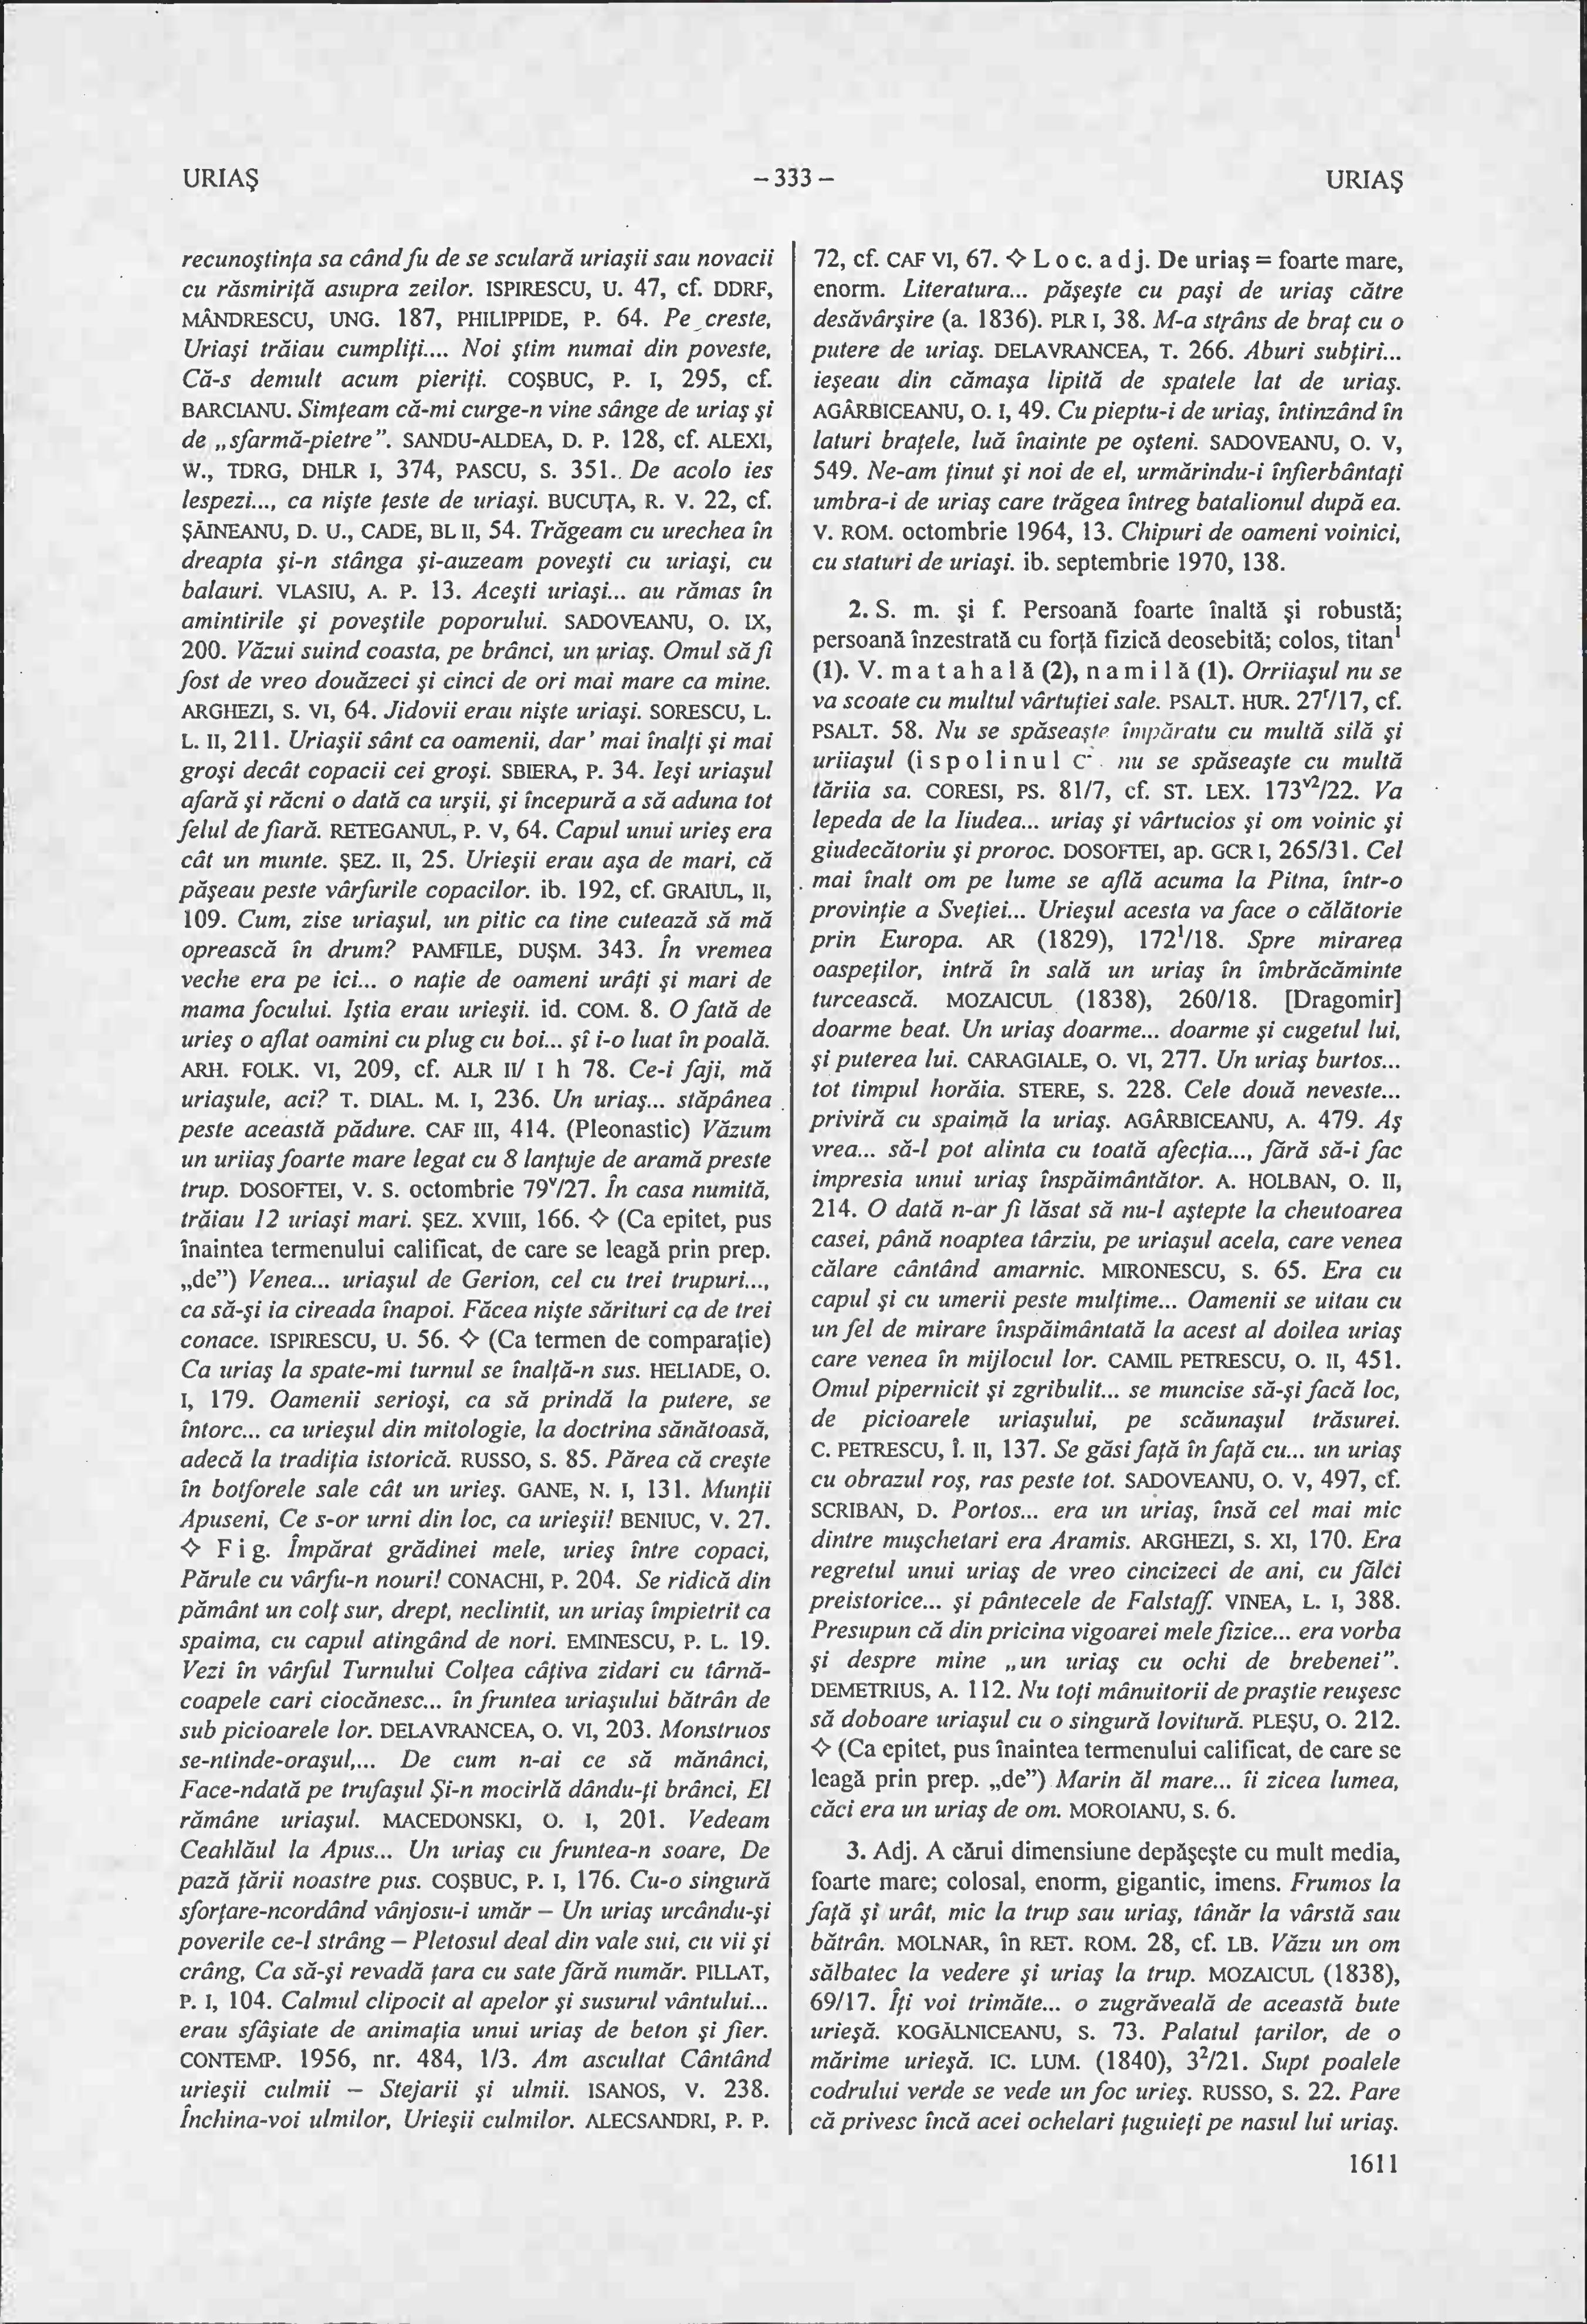 URIAŞ
– 333 –
URIAŞ
recunoştinţa sa când fu de se sculară uriaşii sau novacii
cu răsmiriţă asupra zeilor. ISPIRESCU, U. 47, cf. DDRF,
MÂNDRESCU, UNG. 187, PHILIPPIDE, P. 64. Pe creste,
Uriaşi trăiau cumpliţi.... Noi ştim numai din poveste,
Că-s demult acum pieriţi. COŞBUC, P. I, 295, cf.
BARCIANU. Simţeam că-mi curge-n vine sânge de uriaş şi
de „sfarmă-pietre”. SANDU-ALDEA, D. P. 128, cf. ALEXI,
W., TDRG, DHLR I, 374, PASCU, S. 351. De acolo ies
lespezi..., ca nişte ţeste de uriaşi. BUCUŢA, R. V. 22, cf.
ŞĂINEANU, D. U., CADE, BL II, 54. Trăgeam cu urechea în
dreapta şi-n stânga şi-auzeam poveşti cu uriaşi, cu
balauri. VLASIU, A. P. 13. Aceşti uriaşi... au rămas în
amintirile şi poveştile poporului. SADOVEANU, O. IX,
200. Văzui suind coasta, pe brânci, un uriaş. Omul să fi
fost de vreo douăzeci şi cinci de ori mai mare ca mine.
ARGHEZI, S. VI, 64. Jidovii erau nişte uriaşi. SORESCU, L.
L. II, 211. Uriaşii sânt ca oamenii, dar’ mai înalţi şi mai
groşi decât copacii cei groşi. SBIERA, P. 34. Ieşi uriaşul
afară şi răcni o dată ca urşii, şi începură a să aduna tot
felul de fiară. RETEGANUL, P. V, 64. Capul unui urieş era
cât un munte. ŞEZ. II, 25. Urieşii erau aşa de mari, că
păşeau peste vârfurile copacilor. ib. 192, cf. GRAIUL, II,
109. Cum, zise uriaşul, un pitic ca tine cutează să mă
oprească în drum? PAMFILE, DUŞM. 343. În vremea
veche era pe ici... o naţie de oameni urâţi şi mari de
mama focului. Iştia erau urieşii. id. COM. 8. O fată de
urieş o aflat oamini cu plug cu boi... şî i-o luat în poală.
ARH. FOLK. VI, 209, cf. ALR II/ I h 78. Ce-i faji, mă
uriaşule, aci? T. DIAL. M. I, 236. Un uriaş... stăpânea
peste această pădure. CAF III, 414. (Pleonastic) Văzum
un uriiaş foarte mare legat cu 8 lanţuje de aramă preste
trup. DOSOFTEI, V. S. octombrie 79ᵛ/27. În casa numită,
trăiau 12 uriaşi mari. ŞEZ. XVIII, 166. ◇ (Ca epitet, pus
înaintea termenului calificat, de care se leagă prin prep.
„de”) Venea... uriaşul de Gerion, cel cu trei trupuri...,
ca să-şi ia cireada înapoi. Făcea nişte sărituri ca de trei
conace. ISPIRESCU, U. 56. ◇ (Ca termen de comparaţie)
Ca uriaş la spate-mi turnul se înalţă-n sus. HELIADE, O.
I, 179. Oamenii serioşi, ca să prindă la putere, se
întorc... ca urieşul din mitologie, la doctrina sănătoasă,
adecă la tradiţia istorică. RUSSO, S. 85. Părea că creşte
în botforele sale cât un urieş. GANE, N. I, 131. Munţii
Apuseni, Ce s-or urni din loc, ca urieşii! BENIUC, V. 27.
◇ F i g. Împărat grădinei mele, urieş între copaci,
Părule cu vârfu-n nouri! CONACHI, P. 204. Se ridică din
pământ un colţ sur, drept, neclintit, un uriaş împietrit ca
spaima, cu capul atingând de nori. EMINESCU, P. L. 19.
Vezi în vârful Turnului Colţea câţiva zidari cu târnă-
coapele cari ciocănesc... în fruntea uriaşului bătrân de
sub picioarele lor. DELAVRANCEA, O. VI, 203. Monstruos
se-ntinde-oraşul,... De cum n-ai ce să mănânci,
Face-ndată pe trufaşul Şi-n mocirlă dându-ţi brânci, El
rămâne uriaşul. MACEDONSKI, O. I, 201. Vedeam
Ceahlăul la Apus... Un uriaş cu fruntea-n soare, De
pază ţării noastre pus. COŞBUC, P. I, 176. Cu-o singură
sforţare-ncordând vânjosu-i umăr – Un uriaş urcându-şi
poverile ce-l strâng – Pletosul deal din vale sui, cu vii şi
crâng, Ca să-şi revadă ţara cu sate fără număr. PILLAT,
P. I, 104. Calmul clipocit al apelor şi susurul vântului...
erau sfâşiate de animaţia unui uriaş de beton şi fier.
CONTEMP. 1956, nr. 484, 1/3. Am ascultat Cântând
urieşii culmii – Stejarii şi ulmii. ISANOS, V. 238.
Închina-voi ulmilor, Urieşii culmilor. ALECSANDRI, P. P.
72, cf. CAF VI, 67. ◇ L o c. a d j. De uriaş = foarte mare,
enorm. Literatura... păşeşte cu paşi de uriaş către
desăvârşire (a. 1836). PLR I, 38. M-a strâns de braţ cu o
putere de uriaş. DELAVRANCEA, T. 266. Aburi subţiri...
ieşeau din cămaşa lipită de spatele lat de uriaş.
AGÂRBICEANU, O. I, 49. Cu pieptu-i de uriaş, întinzând în
laturi braţele, luă înainte pe oşteni. SADOVEANU, O. V,
549. Ne-am ţinut şi noi de el, urmărindu-i înfierbântaţi
umbra-i de uriaş care trăgea întreg batalionul după ea.
V. ROM. octombrie 1964, 13. Chipuri de oameni voinici,
cu staturi de uriaşi. ib. septembrie 1970, 138.
2. S. m. şi f. Persoană foarte înaltă şi robustă;
persoană înzestrată cu forţă fizică deosebită; colos, titan¹
(1). V. m a t a h a l ă (2), n a m i l ă (1). Orriiaşul nu se
va scoate cu multul vârtuţiei sale. PSALT. HUR. 27ʳ/17, cf.
PSALT. 58. Nu se spăseaşte împăratu cu multă silă şi
uriiaşul (i s p o l i n u l nu se spăseaşte cu multă
tăriia sa. CORESI, PS. 81/7, cf. ST. LEX. 173ᵛ²/22. Va
lepeda de la Iiudea... uriaş şi vârtucios şi om voinic şi
giudecătoriu şi proroc. DOSOFTEI, ap. GCR I, 265/31. Cel
mai înalt om pe lume se află acuma la Pitna, într-o
provinţie a Sveţiei... Urieşul acesta va face o călătorie
prin Europa. AR (1829), 172¹/18. Spre mirarea
oaspeţilor, intră în sală un uriaş în îmbrăcăminte
turcească. MOZAICUL (1838), 260/18. [Dragomir]
doarme beat. Un uriaş doarme... doarme şi cugetul lui,
şi puterea lui. CARAGIALE, O. VI, 277. Un uriaş burtos...
tot timpul horăia. STERE, S. 228. Cele două neveste...
priviră cu spaimă la uriaş. AGÂRBICEANU, A. 479. Aş
vrea... să-l pot alinta cu toată afecţia..., fără să-i fac
impresia unui uriaş înspăimântător. A. HOLBAN, O. II,
214. O dată n-ar fi lăsat să nu-l aştepte la cheutoarea
casei, până noaptea târziu, pe uriaşul acela, care venea
călare cântând amarnic. MIRONESCU, S. 65. Era cu
capul şi cu umerii peste mulţime... Oamenii se uitau cu
un fel de mirare înspăimântată la acest al doilea uriaş
care venea în mijlocul lor. CAMIL PETRESCU, O. II, 451.
Omul pipernicit şi zgribulit... se muncise să-şi facă loc,
de picioarele uriaşului, pe scăunaşul trăsurei.
C. PETRESCU, Î. II, 137. Se găsi faţă în faţă cu... un uriaş
cu obrazul roş, ras peste tot. SADOVEANU, O. V, 497, cf.
SCRIBAN, D. Portos... era un uriaş, însă cel mai mic
dintre muşchetari era Aramis. ARGHEZI, S. XI, 170. Era
regretul unui uriaş de vreo cincizeci de ani, cu fălci
preistorice... şi pântecele de Falstaff. VINEA, L. I, 388.
Presupun că din pricina vigoarei mele fizice... era vorba
şi despre mine „un uriaş cu ochi de brebenei”.
DEMETRIUS, A. 112. Nu toţi mânuitorii de praştie reuşesc
să doboare uriaşul cu o singură lovitură. PLEŞU, O. 212.
◇ (Ca epitet, pus înaintea termenului calificat, de care se
leagă prin prep. „de”) Marin ăl mare... îi zicea lumea,
căci era un uriaş de om. MOROIANU, S. 6.
3. Adj. A cărui dimensiune depăşeşte cu mult media,
foarte mare; colosal, enorm, gigantic, imens. Frumos la
faţă şi urât, mic la trup sau uriaş, tânăr la vârstă sau
bătrân. MOLNAR, în RET. ROM. 28, cf. LB. Văzu un om
sălbatec la vedere şi uriaş la trup. MOZAICUL (1838),
69/17. Îţi voi trimăte... o zugrăveală de această bute
urieşă. KOGĂLNICEANU, S. 73. Palatul ţarilor, de o
mărime urieşă. IC. LUM. (1840), 3²/21. Supt poalele
codrului verde se vede un foc urieş. RUSSO, S. 22. Pare
că privesc încă acei ochelari ţuguieţi pe nasul lui uriaş.
1611